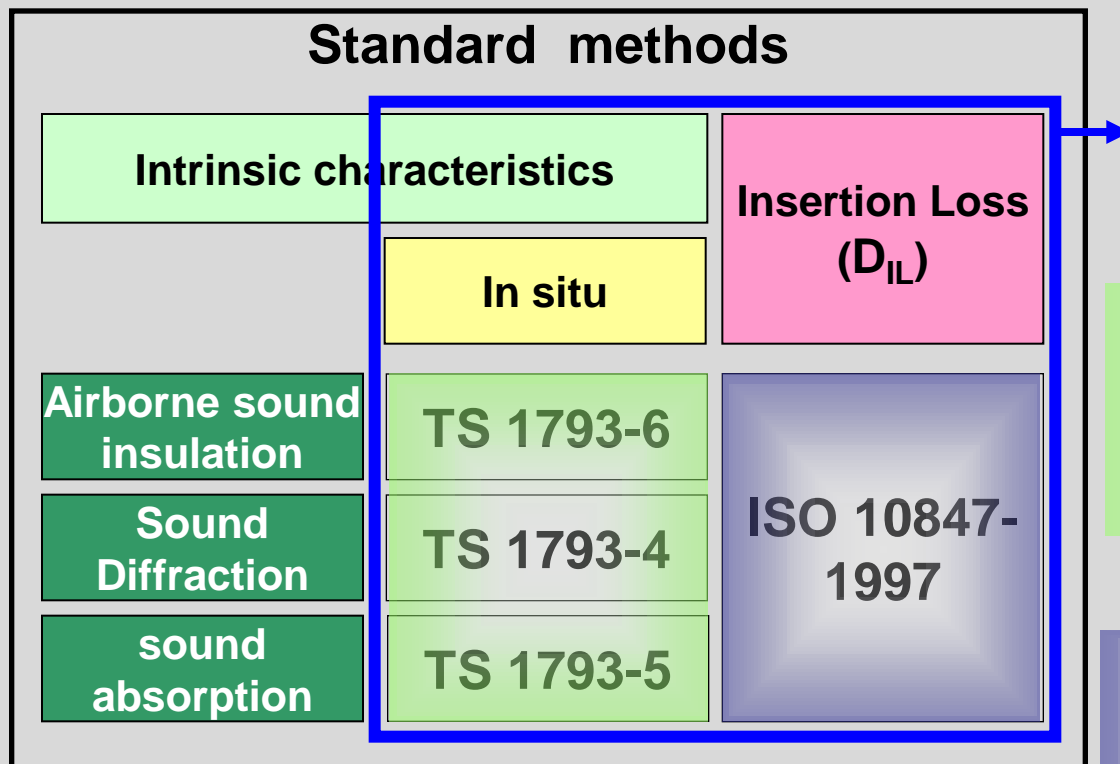 Standard methods
Intrinsic characteristics
Insertion Loss
(D_IL)
In situ
Airborne sound
insulation
TS 1793-6
Sound
Diffraction
TS 1793-4
ISO 10847-
1997
sound
absorption
TS 1793-5